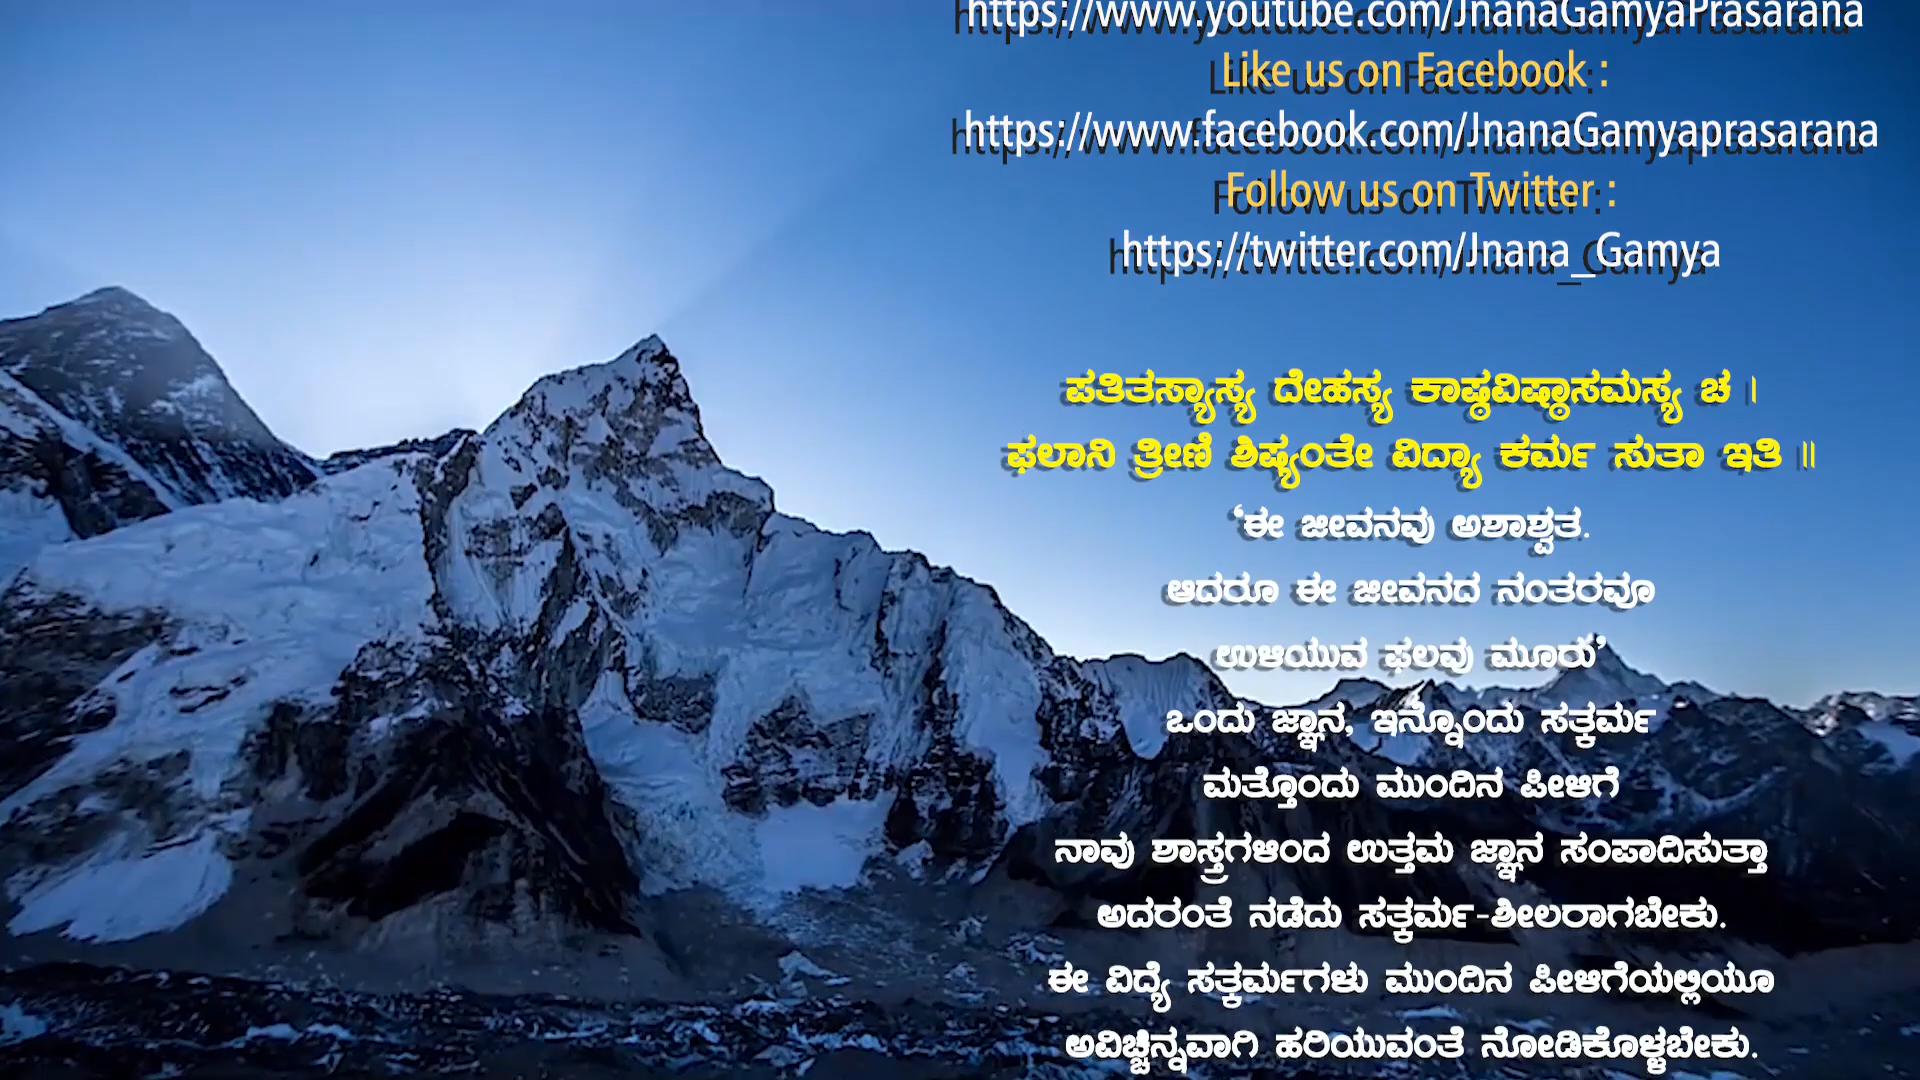 https://www.youtube.com/JnanaGamyaPrasarana
Like us on Facebook :
https://www.facebook.com/JnanaGamyaprasarana
Follow us on Twitter :
https://twitter.com/Jnana_Gamya
ಪತಿತಸ್ಯಾಸ್ಯ ದೇಹಸ್ಯ ಕಾಷ್ಠವಿಷ್ಠಾಸಮಸ್ಯ ಚ ।
ಫಲಾನಿ ತ್ರೀಣಿ ಶಿಷ್ಯಂತೇ ವಿದ್ಯಾ ಕರ್ಮ ಸುತಾ ಇತಿ ॥
‘ಈ ಜೀವನವು ಅಶಾಶ್ವತ.
ಆದರೂ ಈ ಜೀವನದ ನಂತರವೂ
ಉಳಿಯುವ ಫಲವು ಮೂರು’
ಒಂದು ಜ್ಞಾನ, ಇನ್ನೊಂದು ಸತ್ಕರ್ಮ
ಮತ್ತೊಂದು ಮುಂದಿನ ಪೀಳಿಗೆ
ನಾವು ಶಾಸ್ತ್ರಗಳಿಂದ ಉತ್ತಮ ಜ್ಞಾನ ಸಂಪಾದಿಸುತ್ತಾ
ಅದರಂತೆ ನಡೆದು ಸತ್ಕರ್ಮ-ಶೀಲರಾಗಬೇಕು.
ಈ ವಿದ್ಯೆ ಸತ್ಕರ್ಮಗಳು ಮುಂದಿನ ಪೀಳಿಗೆಯಲ್ಲಿಯೂ
ಅವಿಚ್ಚಿನ್ನವಾಗಿ ಹರಿಯುವಂತೆ ನೋಡಿಕೊಳ್ಳಬೇಕು.